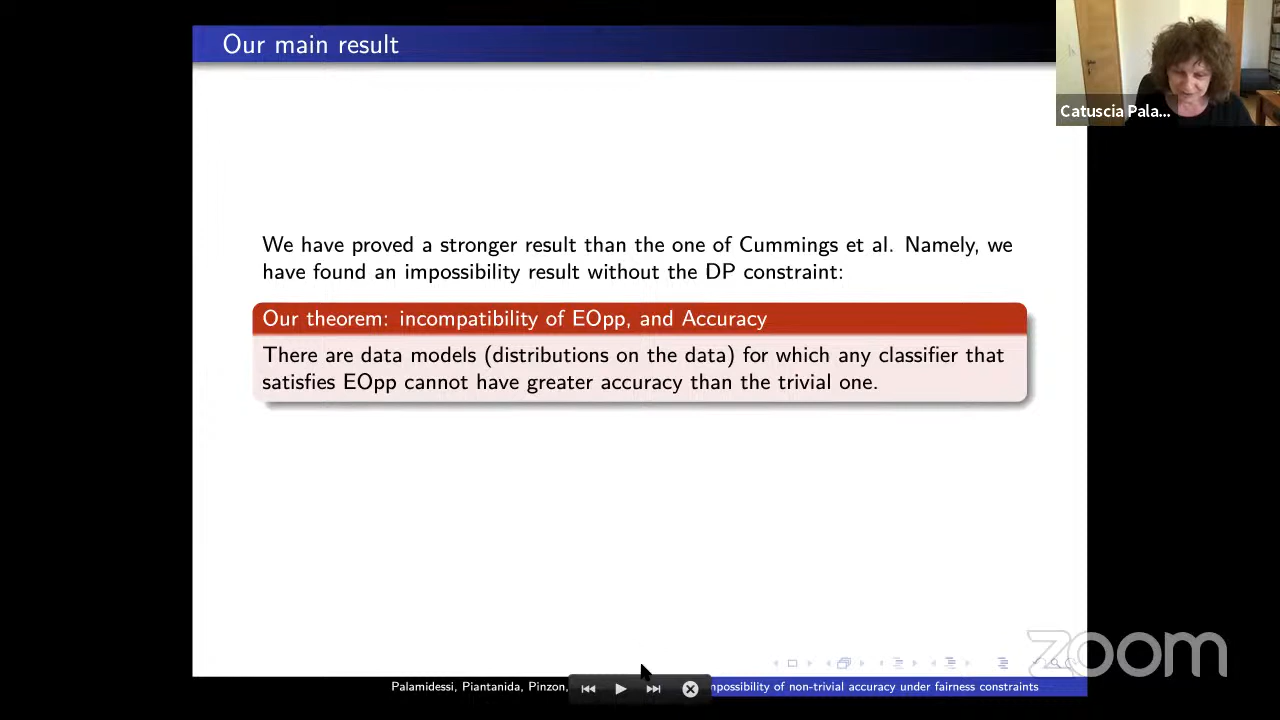 Our main result
Catuscia Pala...
We have proved a stronger result than the one of Cummings et al. Namely, we
have found an impossibility result without the DP constraint:
Our theorem: incompatibility of EOpp, and Accuracy
There are data models (distributions on the data) for which any classifier that
satisfies EOpp cannot have greater accuracy than the trivial one.
zoom
Palamidessi, Piantanida, Pinzon,
mpossibility of non-trivial accuracy under fairness constraints